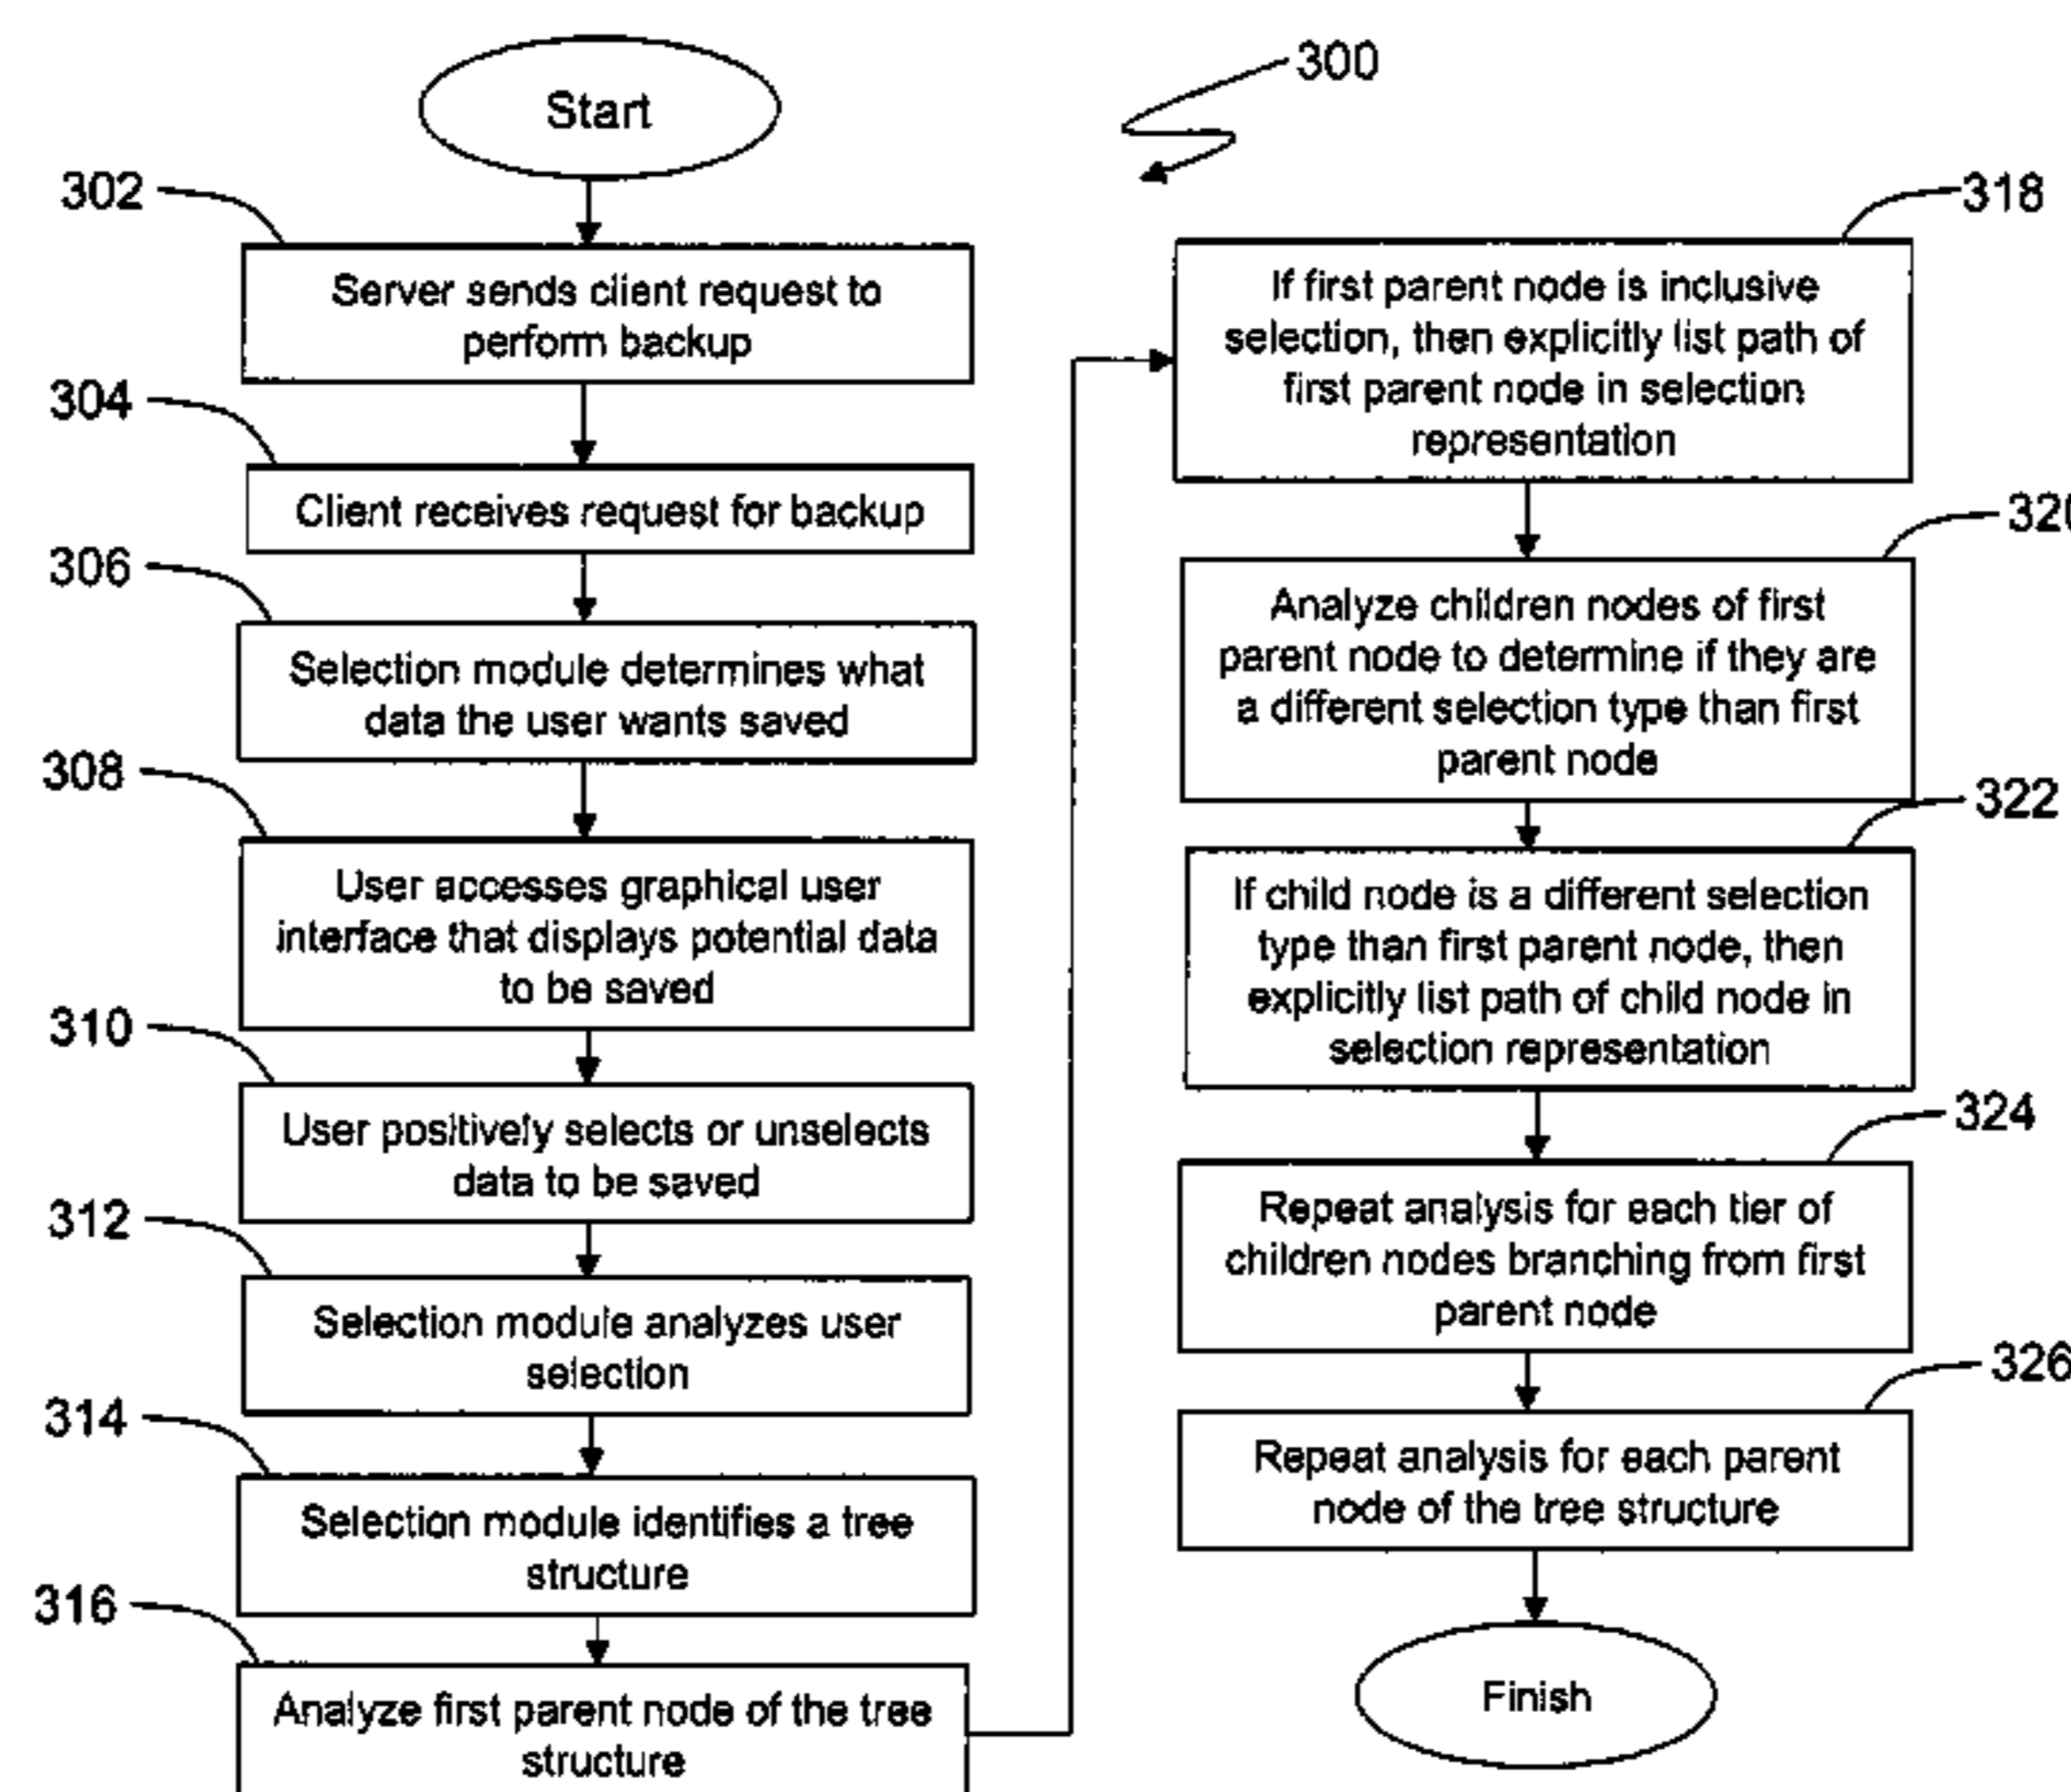 Start
300
302
Server sends client request to
perform backup
304
Client receives request for backup
306
Selection module determines what
data the user wants saved
308
User accesses graphical user
interface that displays potential data
to be saved
310
User positively selects or unselects
data to be saved
312
Selection module analyzes user
selection
314
Selection module identifies a tree
structure
316
Analyze first parent node of the tree
structure
318
If first parent node is inclusive
selection, then explicitly list path of
first parent node in selection
representation
320
Analyze children nodes of first
parent node to determine if they are
a different selection type than first
parent node
322
If child node is a different selection
type than first parent node, then
explicitly list path of child node in
selection representation
324
Repeat analysis for each tier of
children nodes branching from first
parent node
326
Repeat analysis for each parent
node of the tree structure
Finish